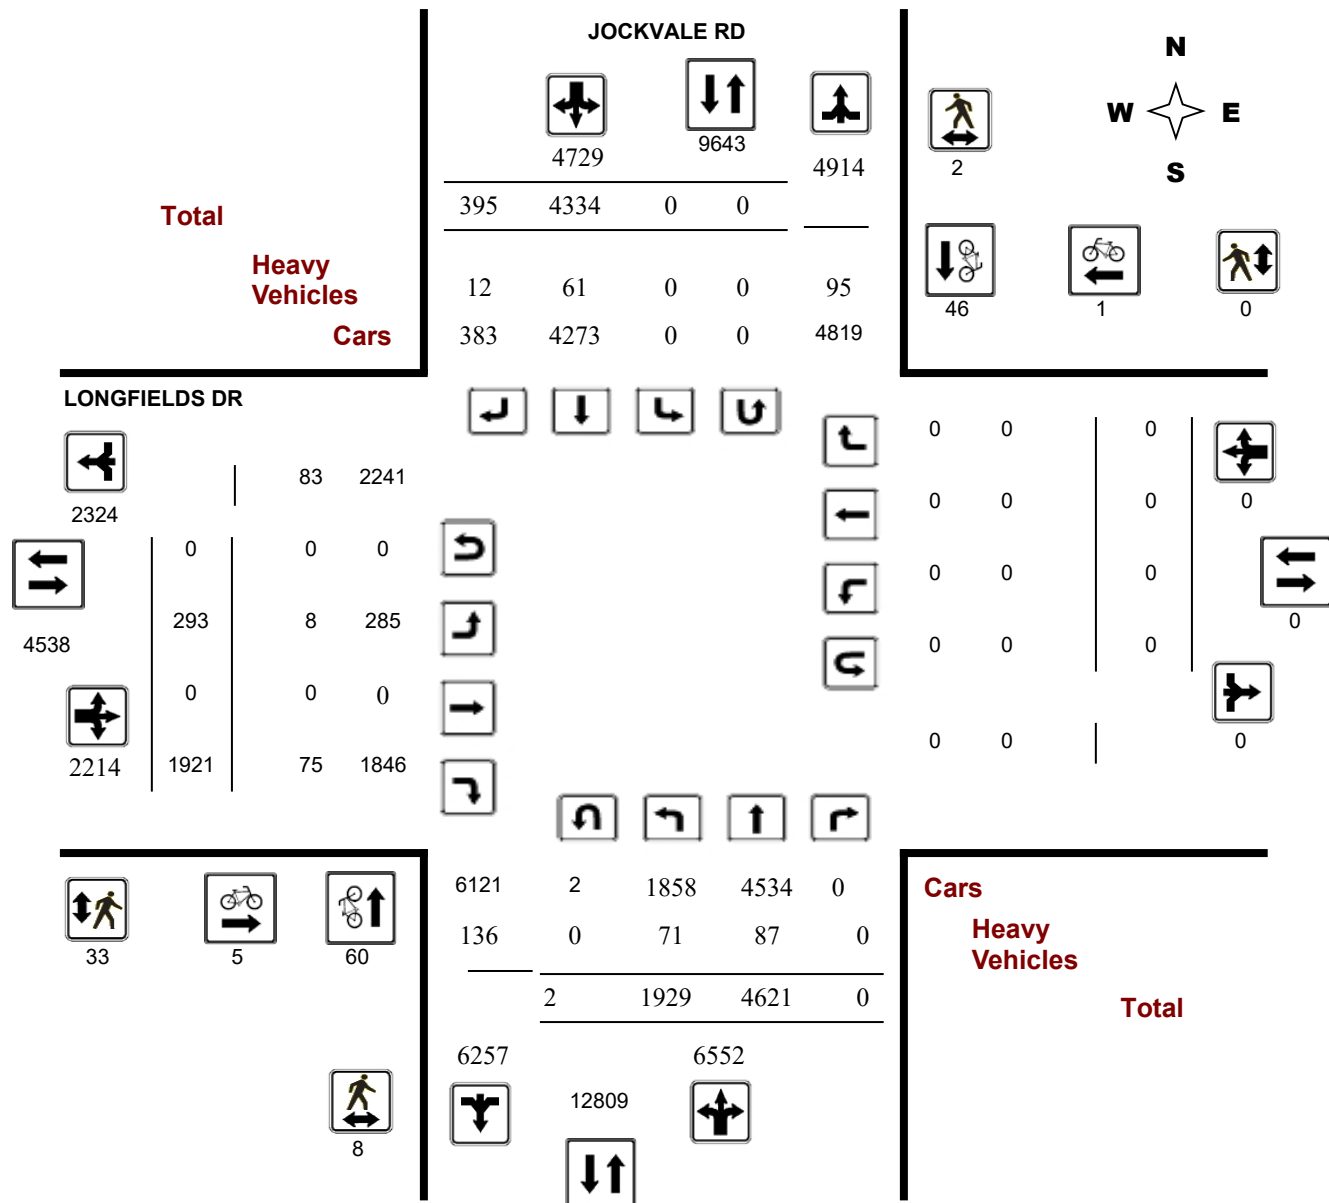 JOCKVALE RD
N
W E
S
4729 9643 4914 2
395 4334 0 0
Total
Heavy
Vehicles
12 61 0 0 95
46 1 0
Cars
383 4273 0 0 4819
LONGFIELDS DR
0 0 0
83 2241
2324 0 0 0 0
0 0 0
293 8 285
4538 0 0 0 0
0 0 0
2214 1921 75 1846
0 0 0
6121 2 1858 4534 0
Cars
136 0 71 87 0
Heavy
Vehicles
33 5 60
2 1929 4621 0
Total
6257 6552
12809
8
0 0 0